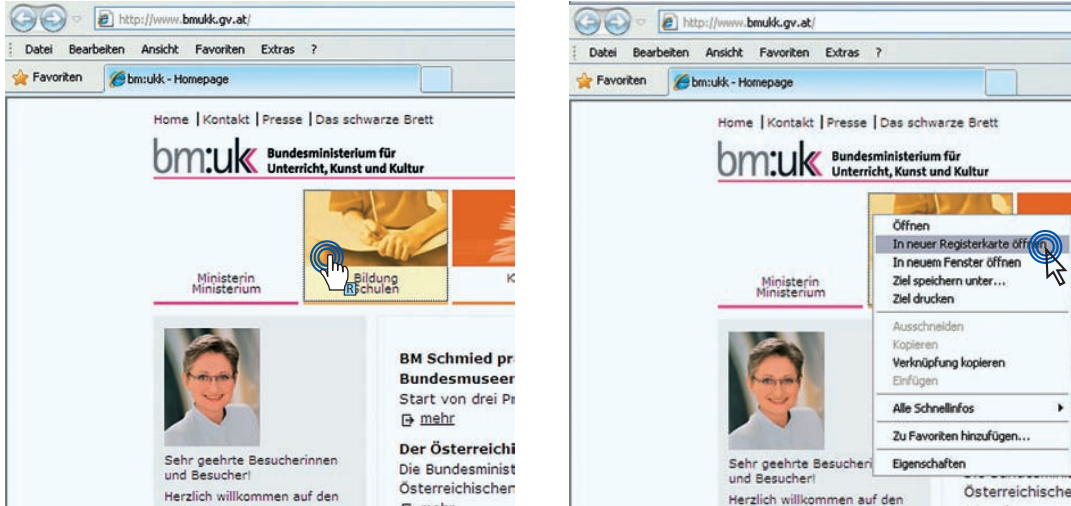 http://www.bmukk.gv.at/
Datei Bearbeiten Ansicht Favoriten Extras ?
Favoriten bm:ukk - Homepage
Home | Kontakt | Presse | Das schwarze Brett
bm:uk Bundesministerium für
Unterricht, Kunst und Kultur
Ministerin
Ministerium
Bildung
Schulen
K
R
Sehr geehrte Besucherinnen
und Besucher!
Herzlich willkommen auf den
BM Schmied pr
Bundesmuseer
Start von drei Pr
mehr
Der Österreichi
Die Bundesminist
Österreichischen
mehr
http://www.bmukk.gv.at/
Datei Bearbeiten Ansicht Favoriten Extras ?
Favoriten bm:ukk - Homepage
Home | Kontakt | Presse | Das schwarze Brett
bm:uk Bundesministerium für
Unterricht, Kunst und Kultur
Ministerin
Ministerium
Öffnen
In neuer Registerkarte öffnen
In neuem Fenster öffnen
Ziel speichern unter...
Ziel drucken
Ausschneiden
Kopieren
Verknüpfung kopieren
Einfügen
Alle Schnellinfos
Zu Favoriten hinzufügen...
Eigenschaften
Sehr geehrte Besucheri
und Besucher!
Herzlich willkommen auf den
Österreichische